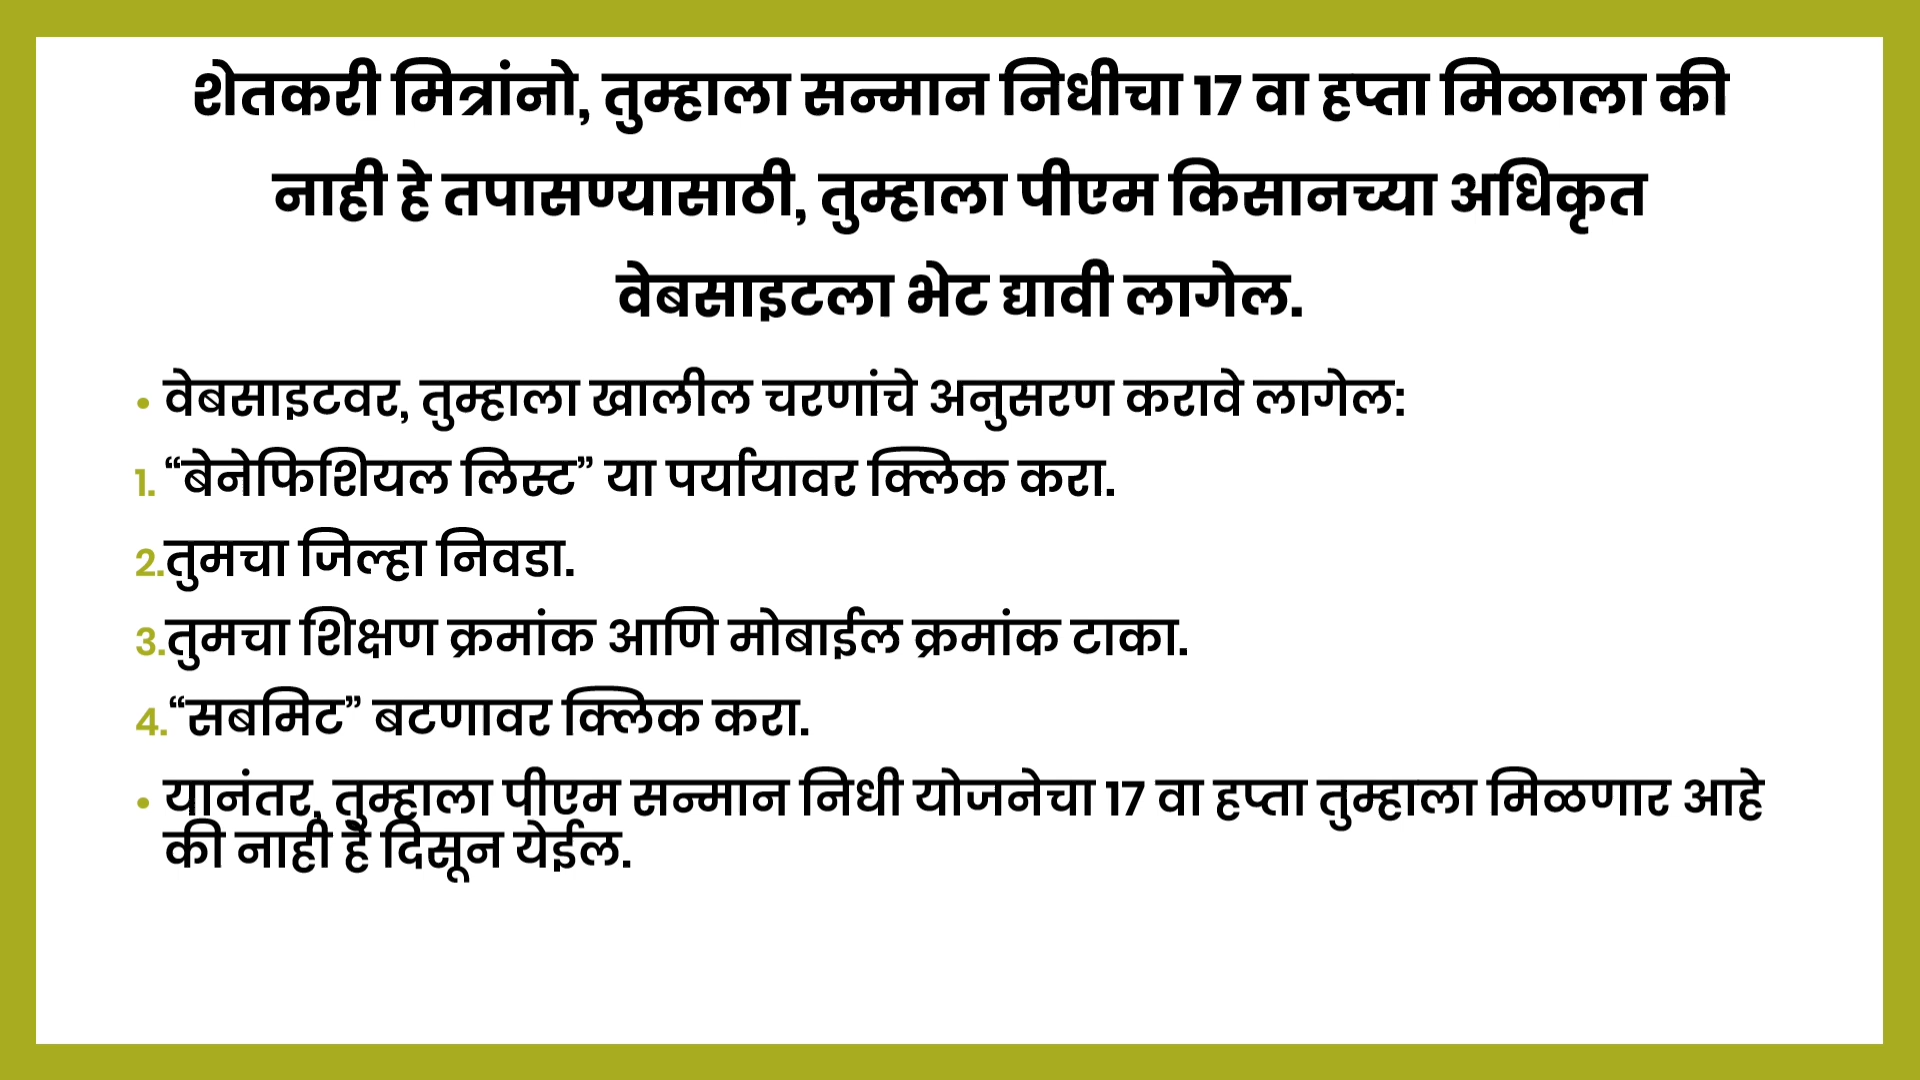 शेतकरी मित्रांनो, तुम्हाला सन्मान निधीचा 17 वा हप्ता मिळाला की
नाही हे तपासण्यासाठी, तुम्हाला पीएम किसानच्या अधिकृत
वेबसाइटला भेट द्यावी लागेल.
• वेबसाइटवर, तुम्हाला खालील चरणांचे अनुसरण करावे लागेल:
1. “बेनेफिशियल लिस्ट” या पर्यायावर क्लिक करा.
2. तुमचा जिल्हा निवडा.
3. तुमचा शिक्षण क्रमांक आणि मोबाईल क्रमांक टाका.
4. “सबमिट” बटणावर क्लिक करा.
• यानंतर, तुम्हाला पीएम सन्मान निधी योजनेचा 17 वा हप्ता तुम्हाला मिळणार आहे
की नाही हे दिसून येईल.